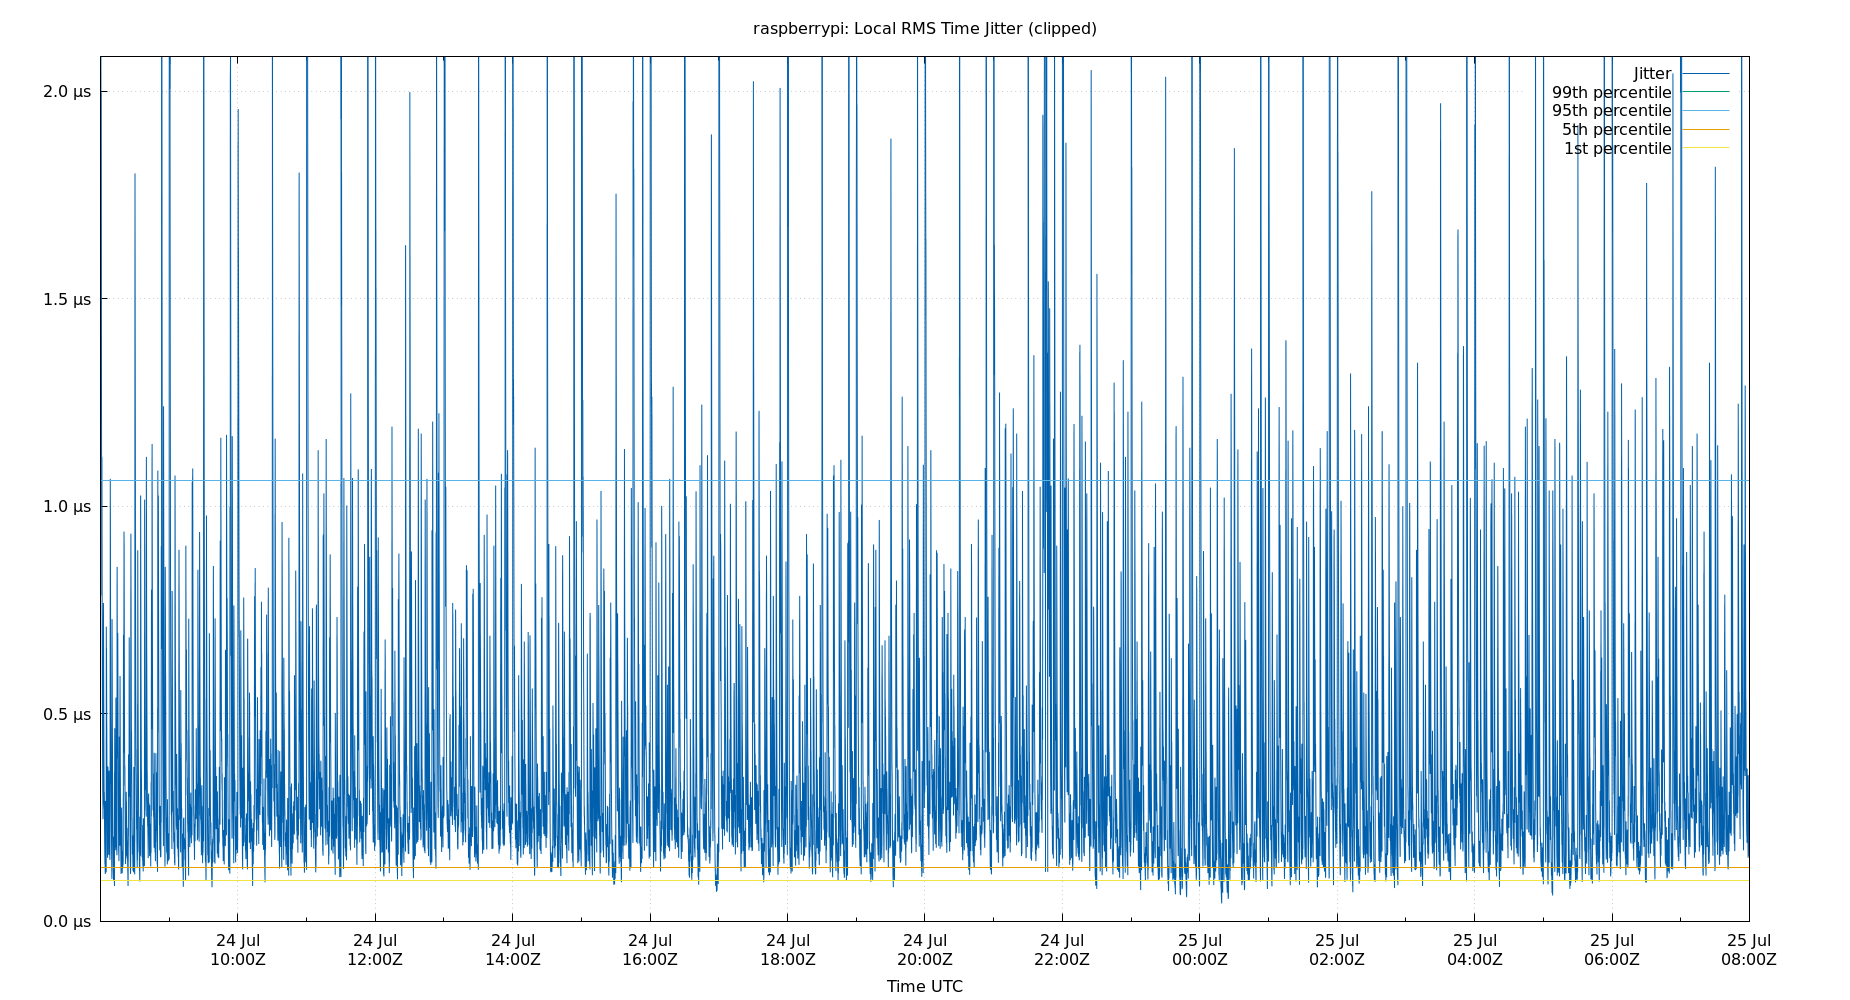 raspberrypi: Local RMS Time Jitter (clipped)
Jitter
99th percentile
95th percentile
5th percentile
1st percentile
2.0 µs
1.5 µs
1.0 µs
0.5 µs
0.0 µs
24 Jul 24 Jul 24 Jul 24 Jul 24 Jul 24 Jul 24 Jul 25 Jul 25 Jul 25 Jul 25 Jul 25 Jul
10:00Z 12:00Z 14:00Z 16:00Z 18:00Z 20:00Z 22:00Z 00:00Z 02:00Z 04:00Z 06:00Z 08:00Z
Time UTC